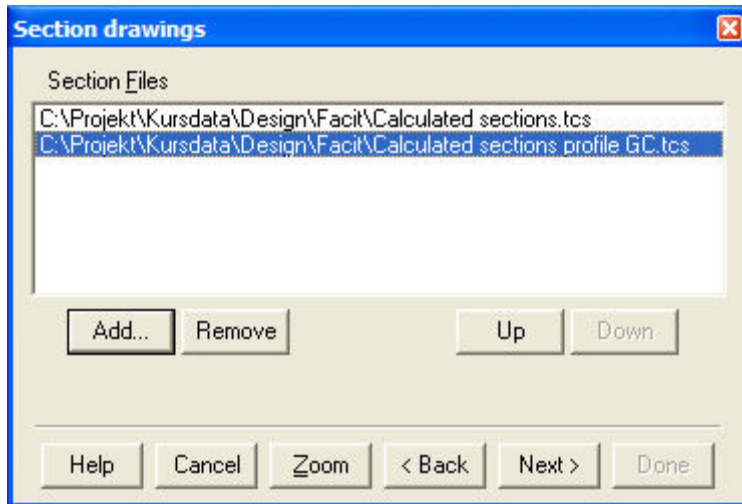 Section drawings
Section Files
C:\Projekt\Kursdata\Design\Facit\Calculated sections.tcs
C:\Projekt\Kursdata\Design\Facit\Calculated sections profile GC.tcs
Add... Remove Up Down
Help Cancel Zoom < Back Next > Done